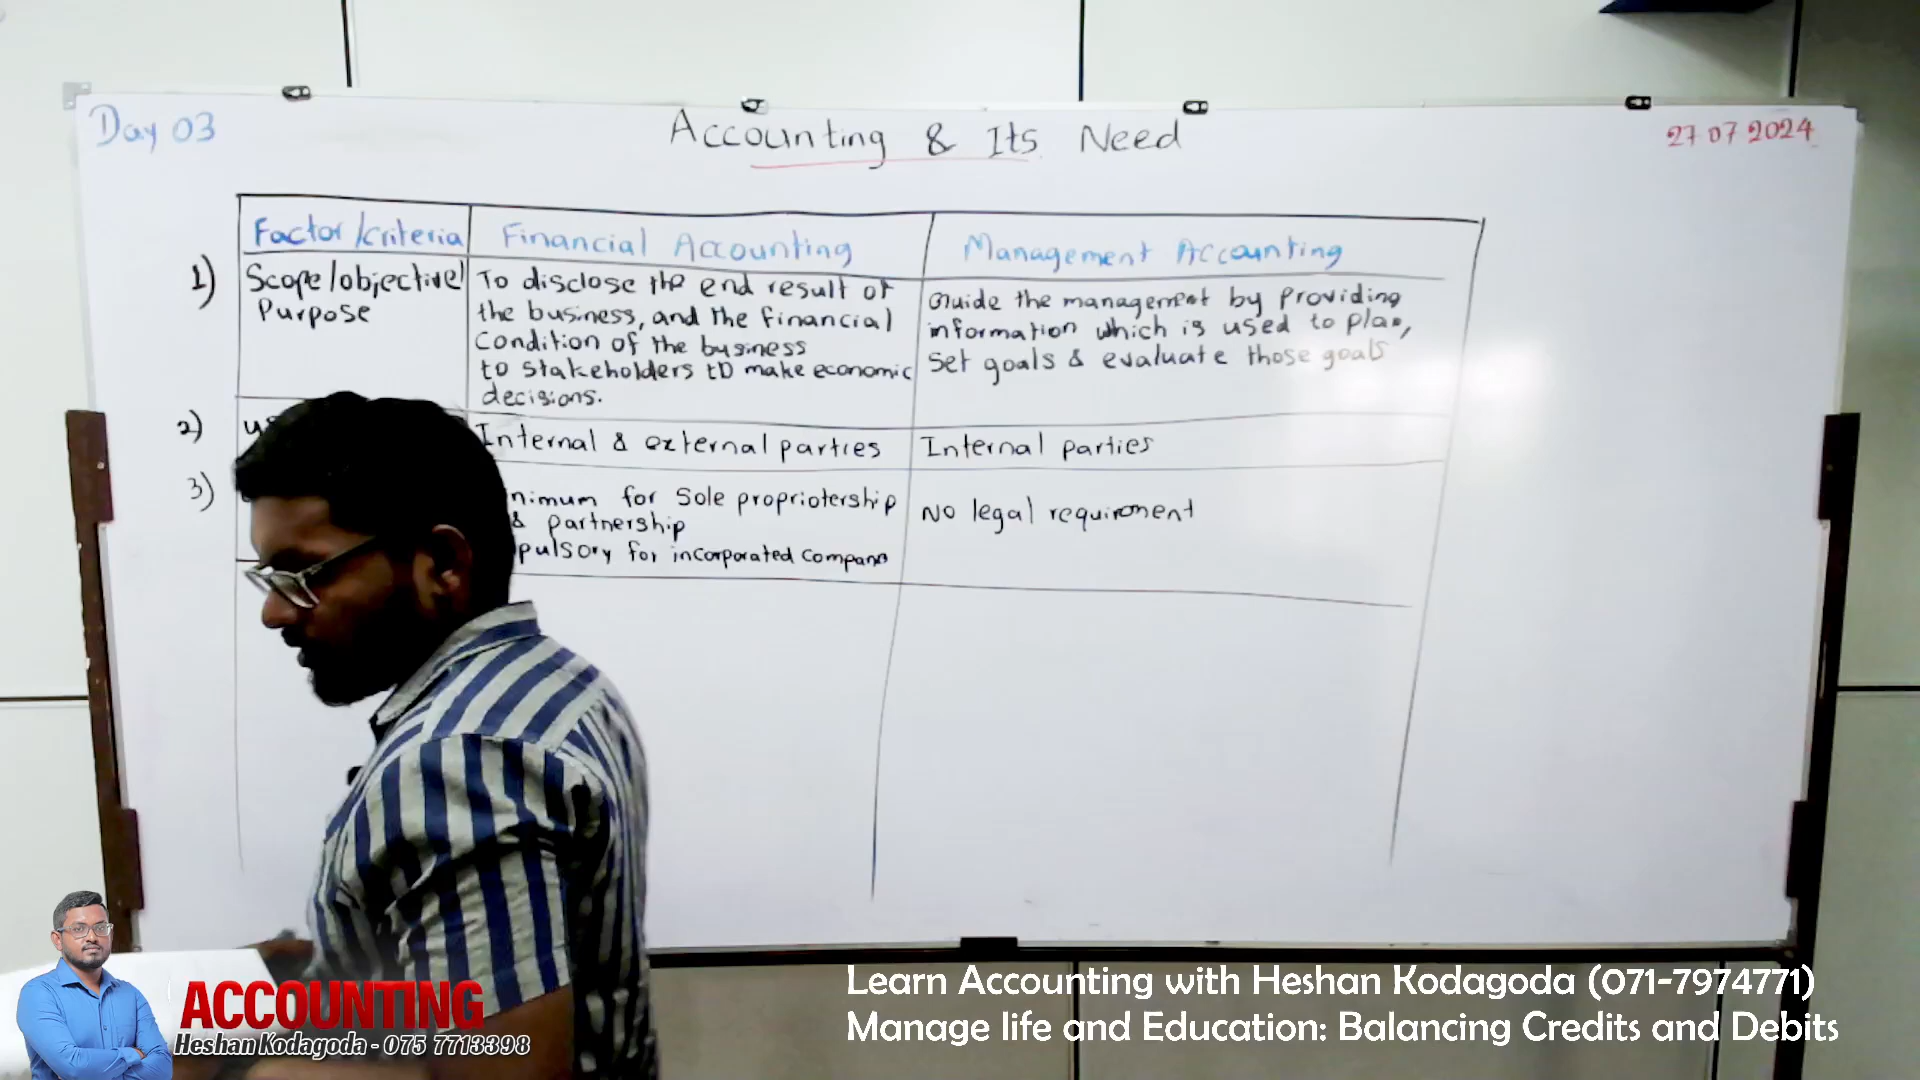 Day 03
Accounting & Its Need
27 07 2024
Factor/criteria
Financial Accounting
Management Accounting
1)
Scope/objective/
Purpose
To disclose the end result of
the business, and the financial
condition of the business
to stakeholders to make economic
decisions.
Guide the management by providing
information which is used to plan,
set goals & evaluate those goals
2)
Internal & external parties
Internal parties
3)
for Sole propriotership
& partnership
for incorporated
No legal requirement
ACCOUNTING
Heshan Kodagoda - 075 7713398
Learn Accounting with Heshan Kodagoda (071-7974771)
Manage life and Education: Balancing Credits and Debits